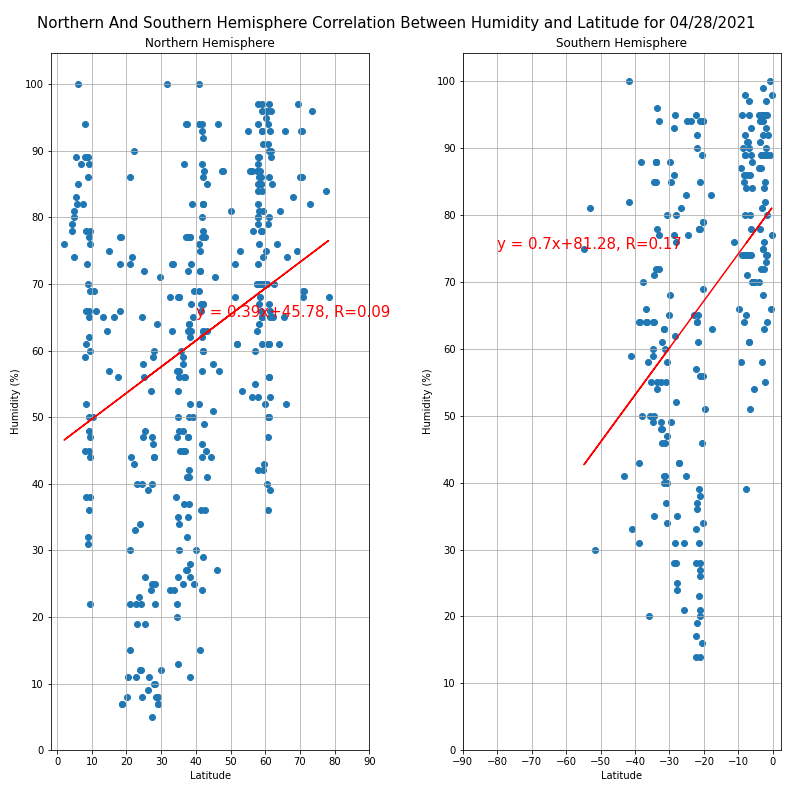 Northern And Southern Hemisphere Correlation Between Humidity and Latitude for 04/28/2021
Northern Hemisphere
Humidity (%)
100
90
80
70
60
50
40
30
20
10
0
y = 0.39x+45.78, R=0.09
0 10 20 30 40 50 60 70 80 90
Latitude
Southern Hemisphere
Humidity (%)
100
90
80
70
60
50
40
30
20
10
0
y = 0.7x+81.28, R=0.17
−90 −80 −70 −60 −50 −40 −30 −20 −10 0
Latitude